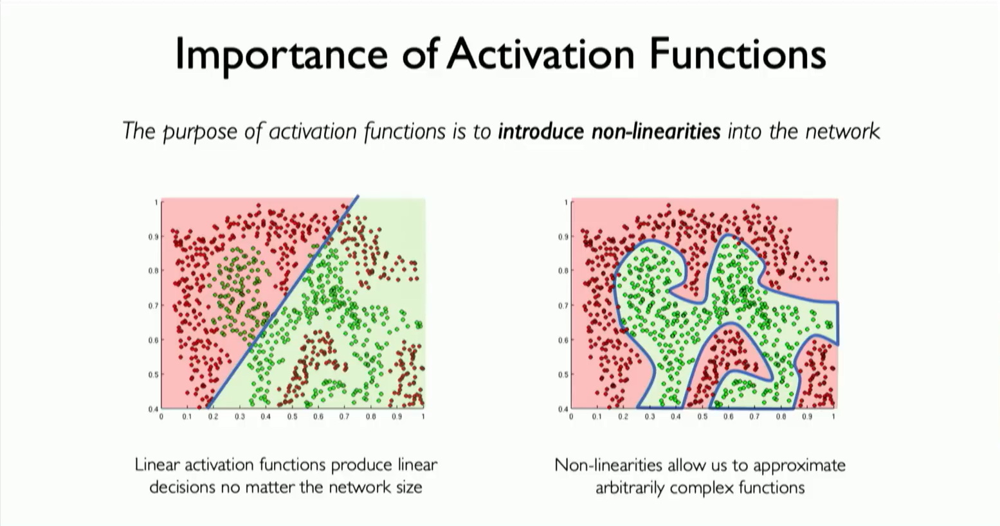 Importance of Activation Functions
The purpose of activation functions is to introduce non-linearities into the network
1
0.9
0.8
0.7
0.6
0.5
0.4
0 0.1 0.2 0.3 0.4 0.5 0.6 0.7 0.8 0.9 1
1
0.9
0.8
0.7
0.6
0.5
0.4
0 0.1 0.2 0.3 0.4 0.5 0.6 0.7 0.8 0.9 1
Linear activation functions produce linear
decisions no matter the network size
Non-linearities allow us to approximate
arbitrarily complex functions